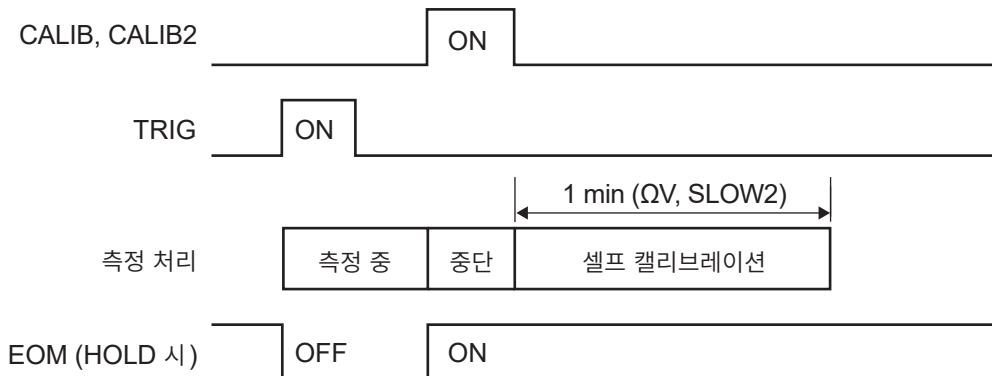 CALIB, CALIB2
ON
TRIG
ON
1 min (ΩV, SLOW2)
측정 처리
측정 중
중단
셀프 캘리브레이션
EOM (HOLD 시)
OFF
ON